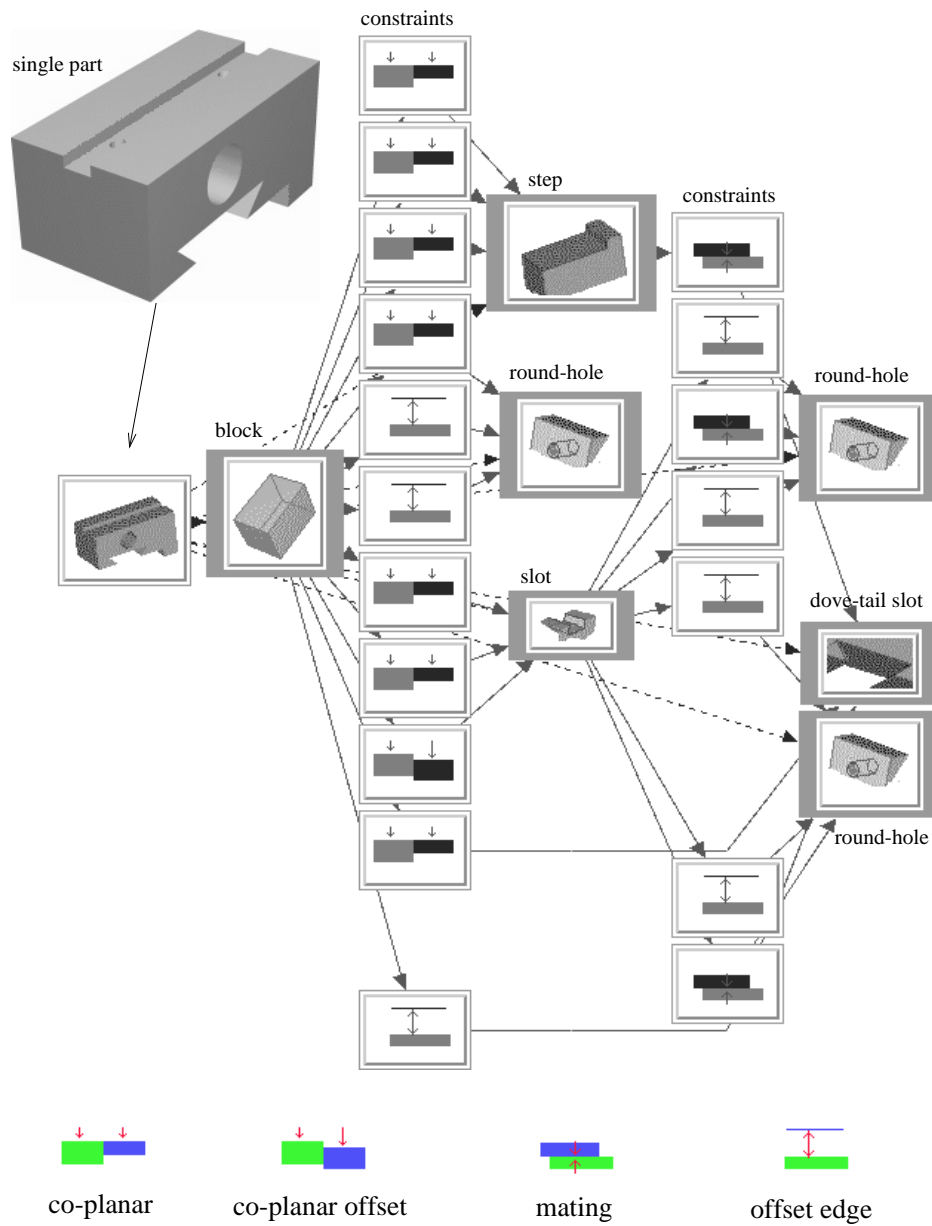 constraints
single part
step
constraints
round-hole
round-hole
block
slot
dove-tail slot
round-hole
co-planar
co-planar offset
mating
offset edge